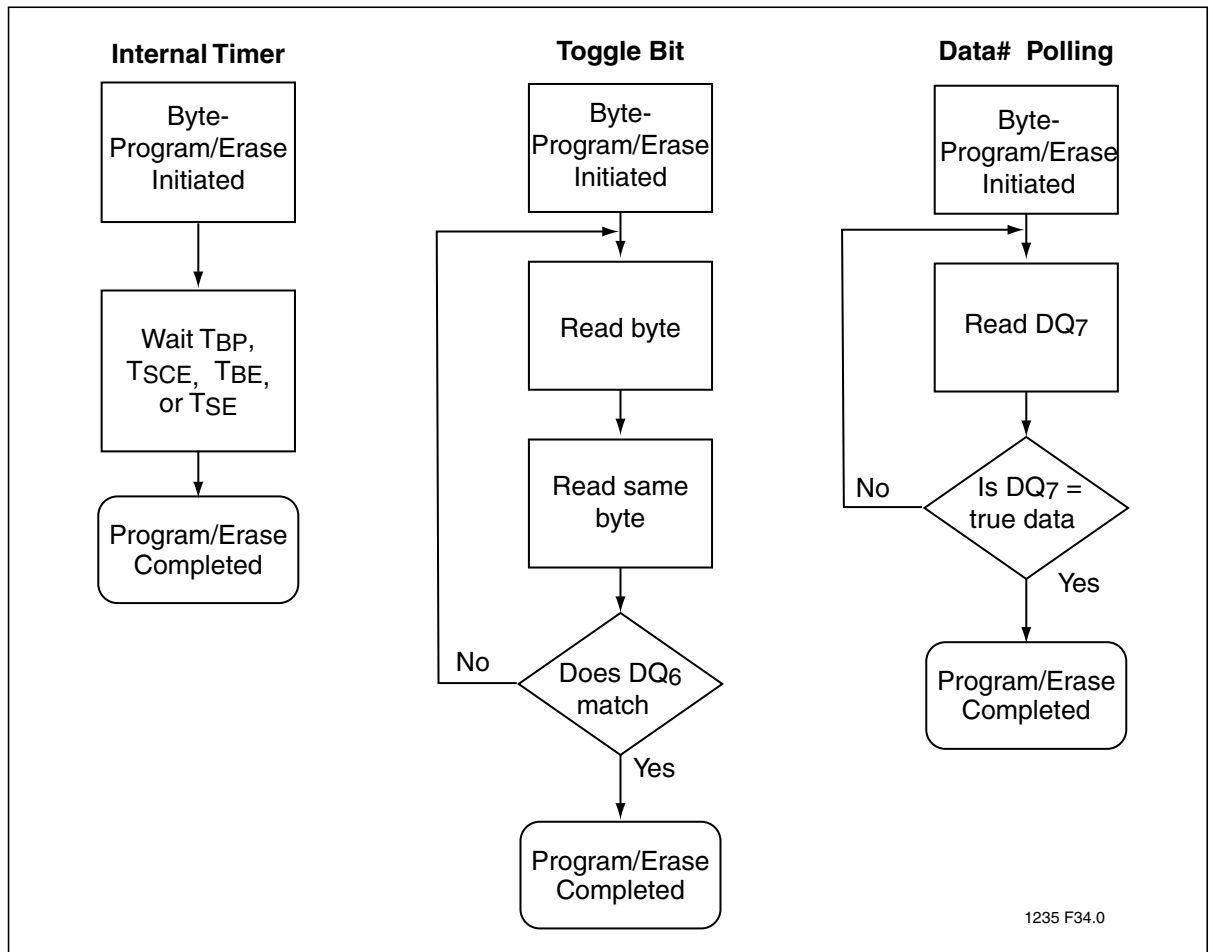 Internal Timer
Byte-
Program/Erase
Initiated
Wait TBP,
TSCE, TBE,
or TSE
Program/Erase
Completed
Toggle Bit
Byte-
Program/Erase
Initiated
Read byte
Read same
byte
No
Does DQ6
match
Yes
Program/Erase
Completed
Data# Polling
Byte-
Program/Erase
Initiated
Read DQ7
No
Is DQ7 =
true data
Yes
Program/Erase
Completed
1235 F34.0